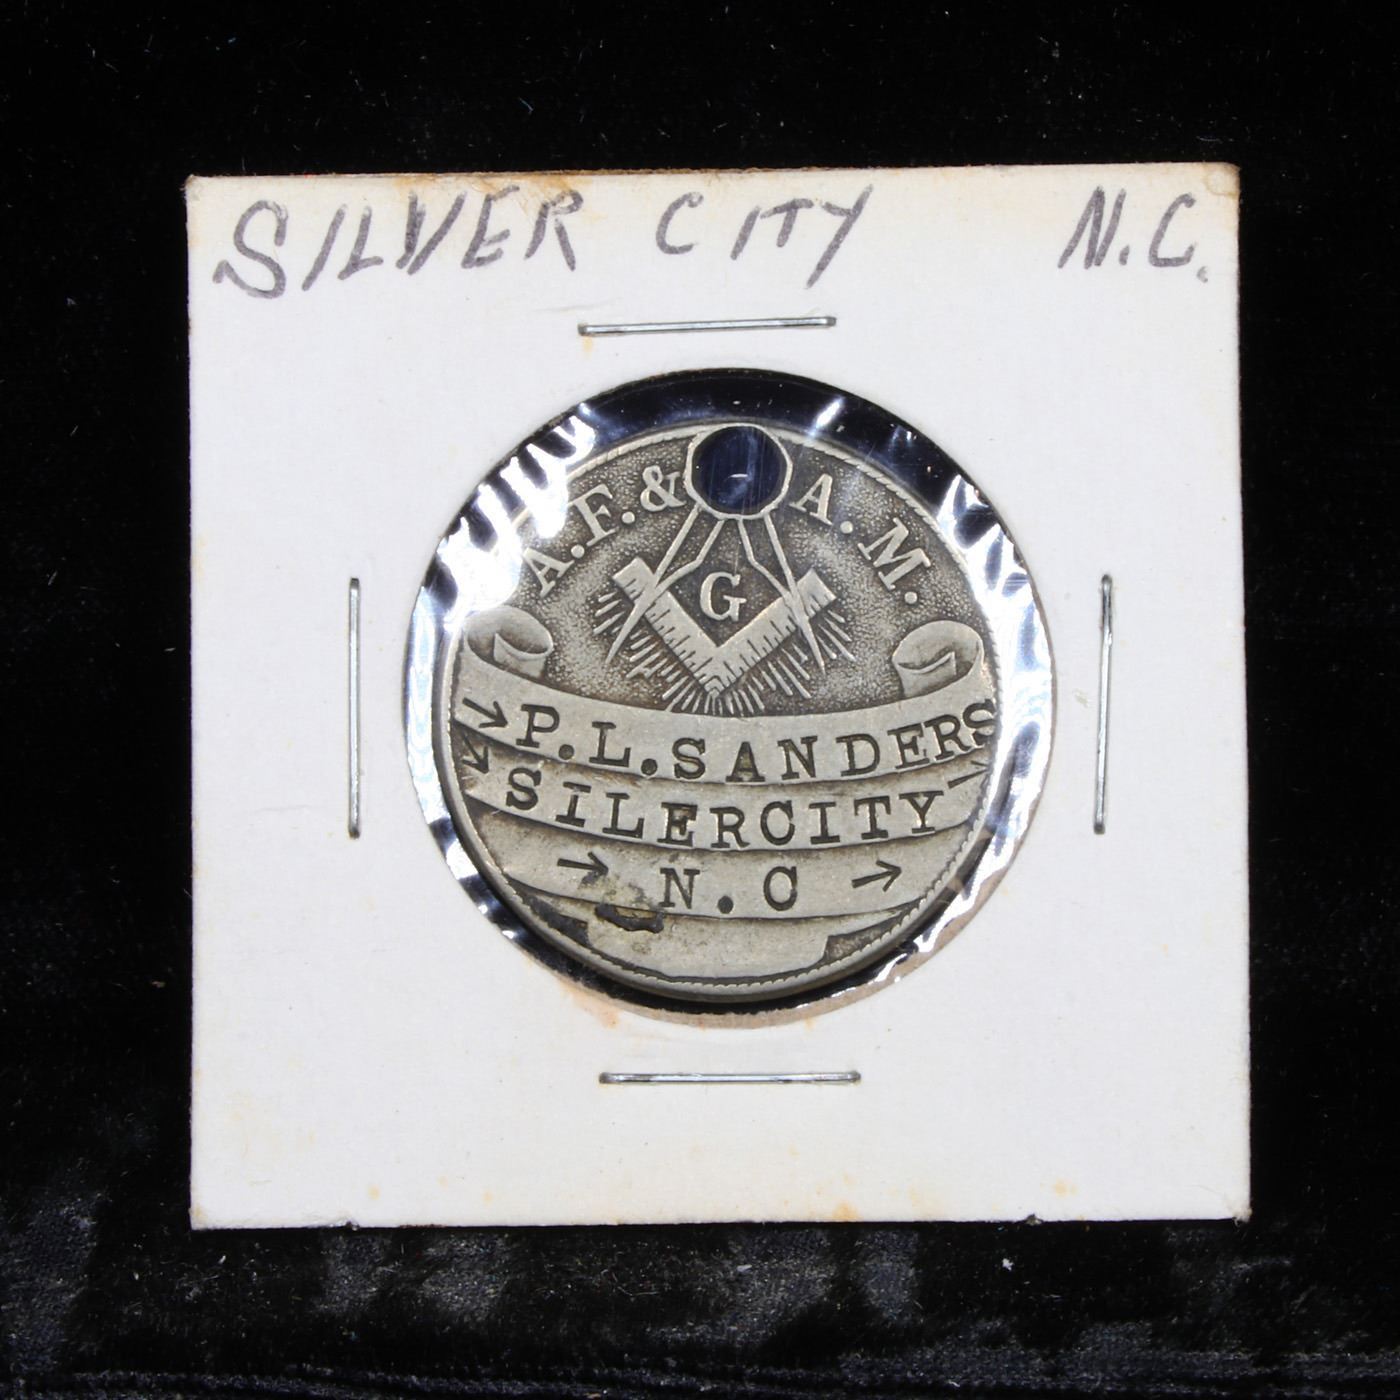 SILVER CITY N.C.
A.F. & A.M.
G
P.L.SANDERS
SILERCITY
N.C